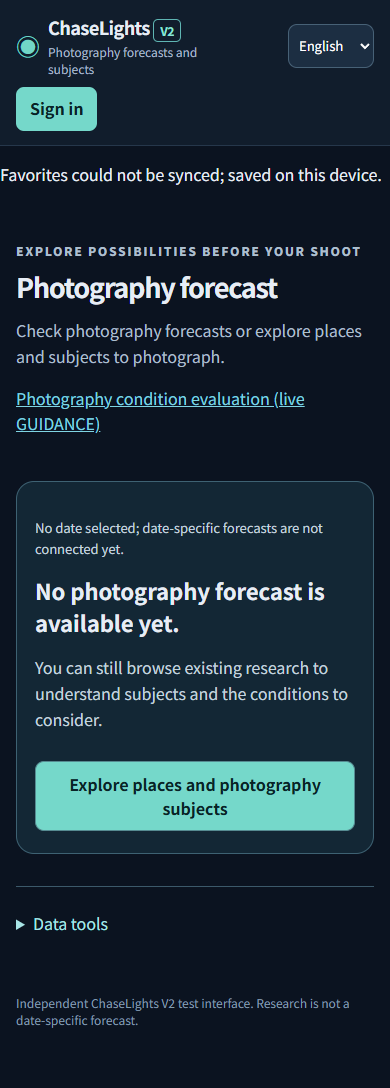 ChaseLights V2
Photography forecasts and
subjects
English
Sign in
Favorites could not be synced; saved on this device.
EXPLORE POSSIBILITIES BEFORE YOUR SHOOT
Photography forecast
Check photography forecasts or explore places
and subjects to photograph.
Photography condition evaluation (live
GUIDANCE)
No date selected; date-specific forecasts are not
connected yet.
No photography forecast is
available yet.
You can still browse existing research to
understand subjects and the conditions to
consider.
Explore places and photography
subjects
Data tools
Independent ChaseLights V2 test interface. Research is not a
date-specific forecast.